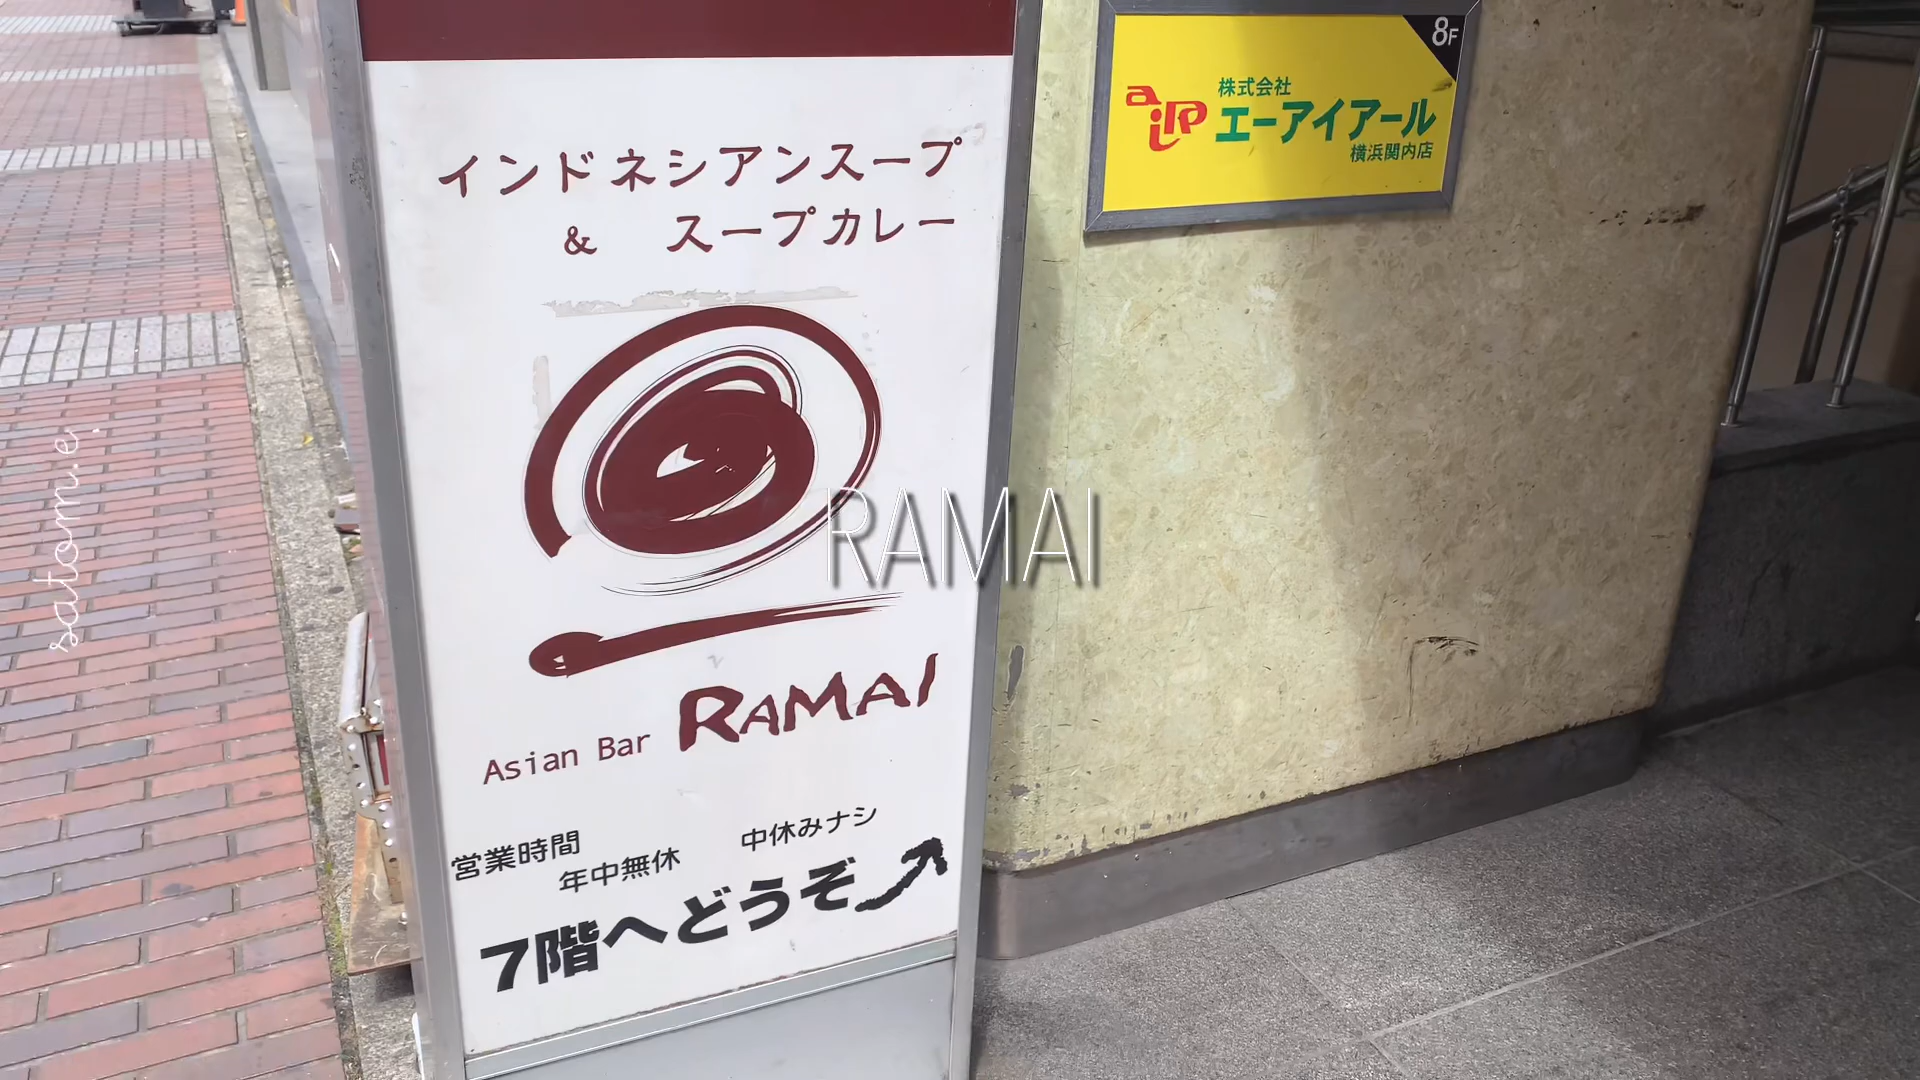 インドネシアンスープ
& スープカレー
Asian Bar RAMAI
営業時間
年中無休
中休みナシ
7階へどうぞ
8F
aiR
株式会社
エーアイアール
横浜関内店
RAMAI
satom.e.